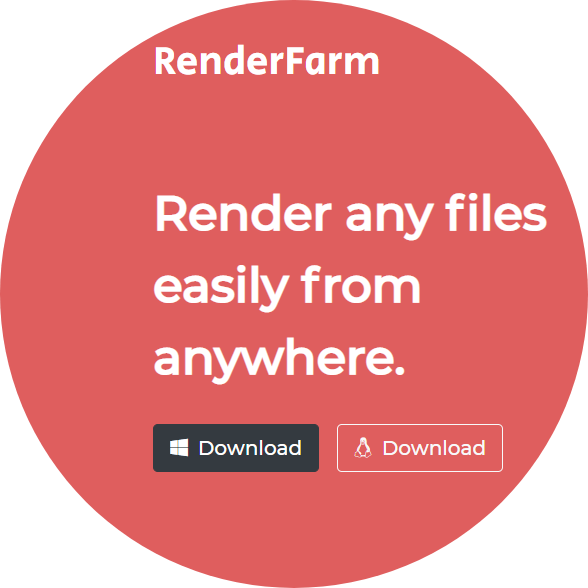 RenderFarm
Render any files
easily from
anywhere.
Download Download